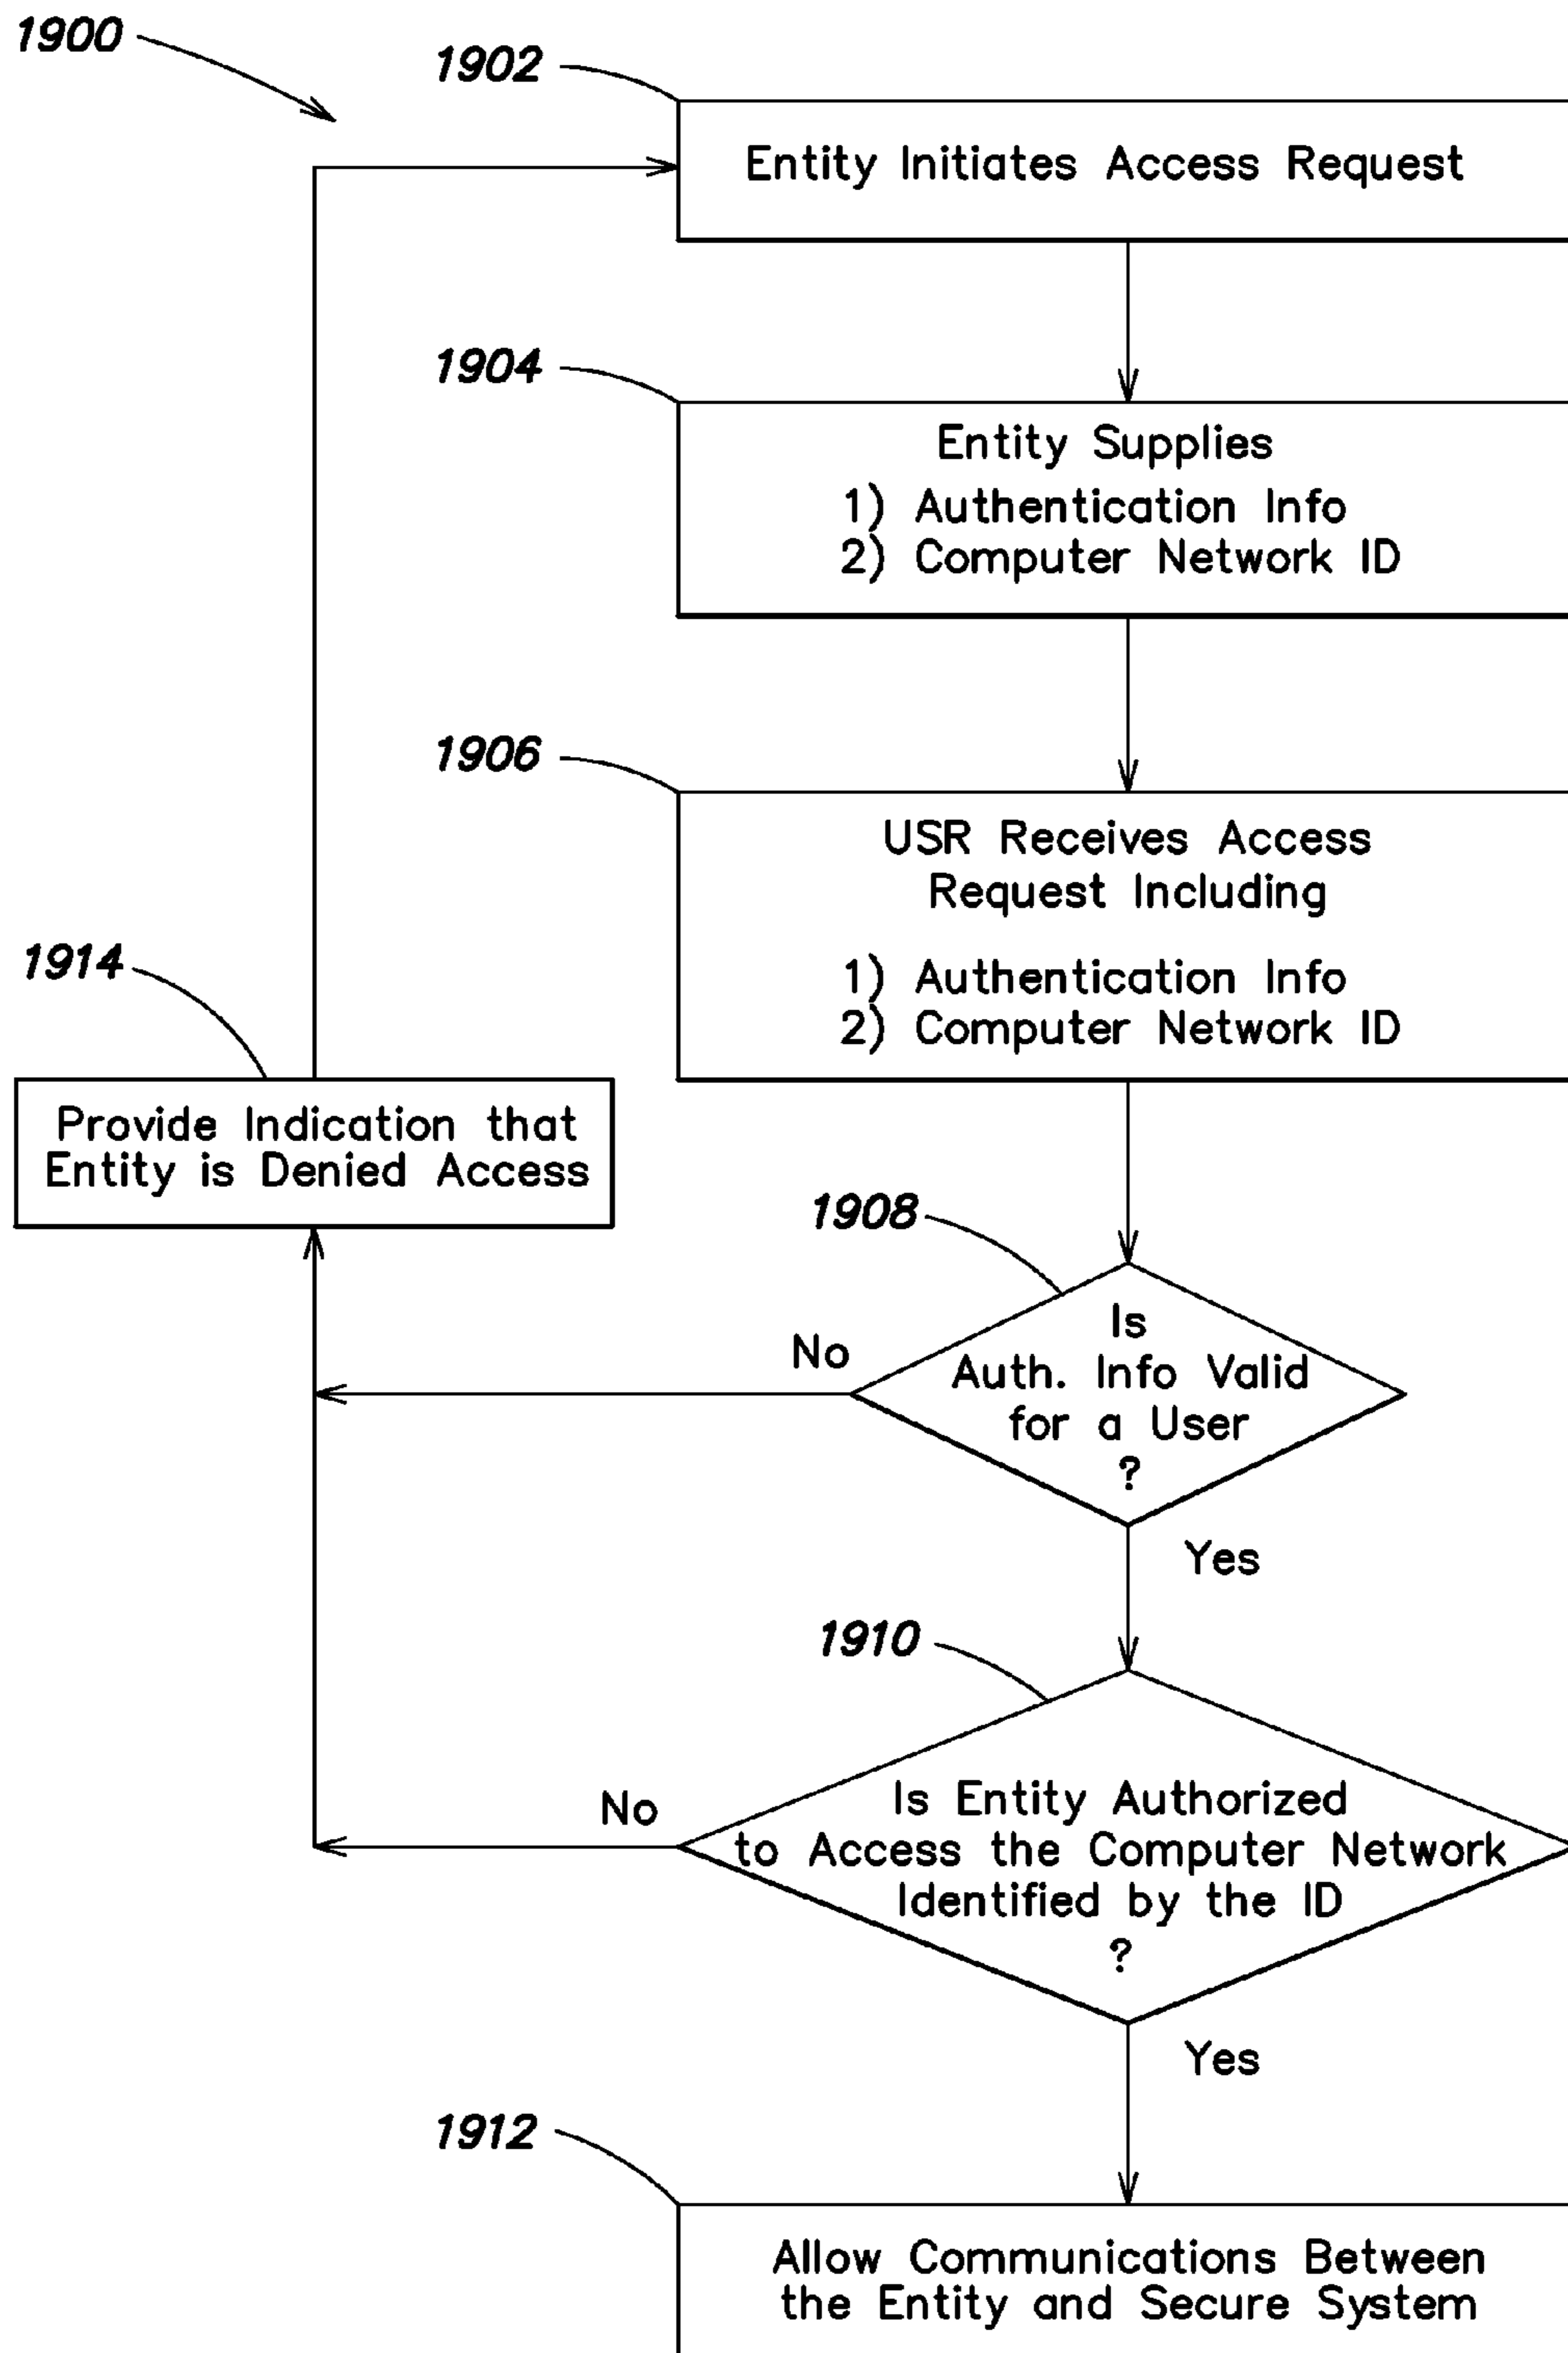 1900
1902
Entity Initiates Access Request
1904
Entity Supplies
1) Authentication Info
2) Computer Network ID
1906
USR Receives Access
Request Including
1) Authentication Info
2) Computer Network ID
1914
Provide Indication that
Entity is Denied Access
1908
Is
Auth. Info Valid
for a User
?
No
Yes
1910
Is Entity Authorized
to Access the Computer Network
Identified by the ID
?
No
Yes
1912
Allow Communications Between
the Entity and Secure System